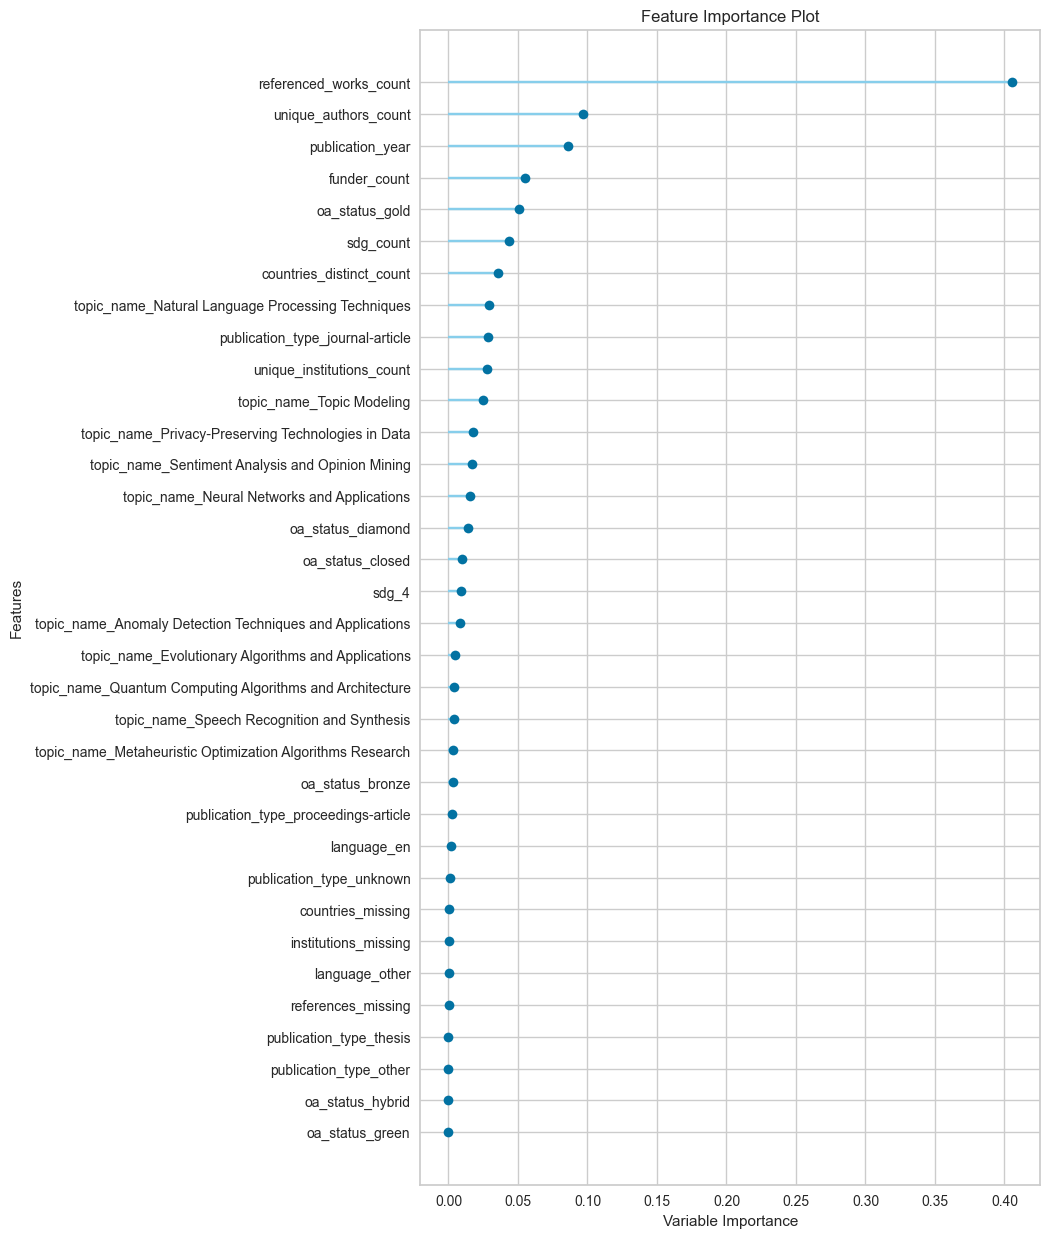 Feature Importance Plot
referenced_works_count
unique_authors_count
publication_year
funder_count
oa_status_gold
sdg_count
countries_distinct_count
topic_name_Natural Language Processing Techniques
publication_type_journal-article
unique_institutions_count
topic_name_Topic Modeling
topic_name_Privacy-Preserving Technologies in Data
topic_name_Sentiment Analysis and Opinion Mining
topic_name_Neural Networks and Applications
oa_status_diamond
oa_status_closed
sdg_4
topic_name_Anomaly Detection Techniques and Applications
topic_name_Evolutionary Algorithms and Applications
topic_name_Quantum Computing Algorithms and Architecture
topic_name_Speech Recognition and Synthesis
topic_name_Metaheuristic Optimization Algorithms Research
oa_status_bronze
publication_type_proceedings-article
language_en
publication_type_unknown
countries_missing
institutions_missing
language_other
references_missing
publication_type_thesis
publication_type_other
oa_status_hybrid
oa_status_green
Features
0.00 0.05 0.10 0.15 0.20 0.25 0.30 0.35 0.40
Variable Importance